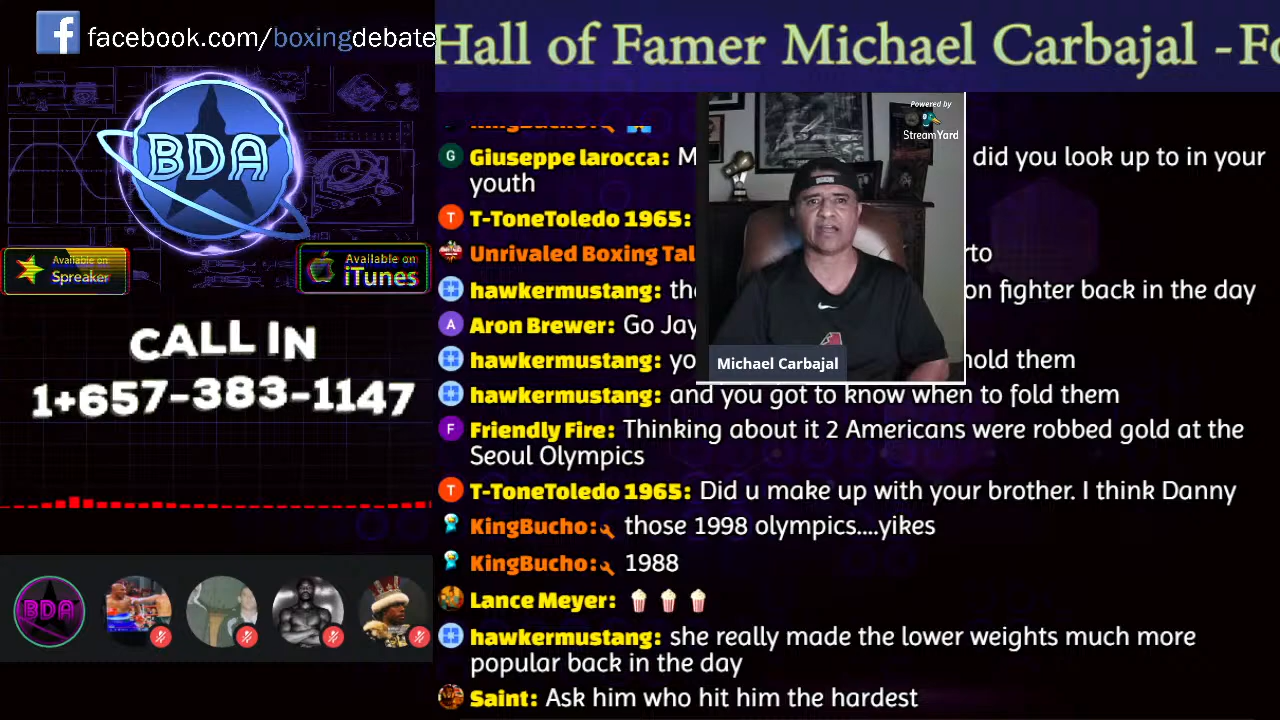 facebook.com/boxingdebate
Hall of Famer Michael Carbajal -Fo
BDA
Available on
Spreaker
Available on
iTunes
CALL IN
1+657-383-1147
BDA
Powered by
StreamYard
Michael Carbajal
KingBucho:
Giuseppe larocca: M did you look up to in your
youth
T-ToneToledo 1965:
Unrivaled Boxing Tal rto
hawkermustang: the on fighter back in the day
Aron Brewer: Go Jay
hawkermustang: yo hold them
hawkermustang: and you got to know when to fold them
Friendly Fire: Thinking about it 2 Americans were robbed gold at the
Seoul Olympics
T-ToneToledo 1965: Did u make up with your brother. I think Danny
KingBucho: those 1998 olympics....yikes
KingBucho: 1988
Lance Meyer: 🍿🍿🍿
hawkermustang: she really made the lower weights much more
popular back in the day
Saint: Ask him who hit him the hardest